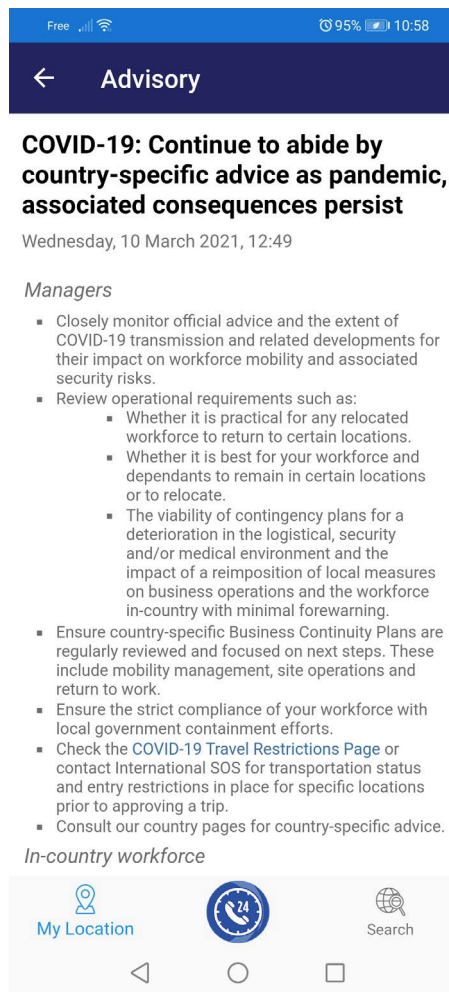 Free 95% 10:58
Advisory
COVID-19: Continue to abide by
country-specific advice as pandemic,
associated consequences persist
Wednesday, 10 March 2021, 12:49
Managers
▪ Closely monitor official advice and the extent of
COVID-19 transmission and related developments for
their impact on workforce mobility and associated
security risks.
▪ Review operational requirements such as:
▪ Whether it is practical for any relocated
workforce to return to certain locations.
▪ Whether it is best for your workforce and
dependants to remain in certain locations
or to relocate.
▪ The viability of contingency plans for a
deterioration in the logistical, security
and/or medical environment and the
impact of a reimposition of local measures
on business operations and the workforce
in-country with minimal forewarning.
▪ Ensure country-specific Business Continuity Plans are
regularly reviewed and focused on next steps. These
include mobility management, site operations and
return to work.
▪ Ensure the strict compliance of your workforce with
local government containment efforts.
▪ Check the COVID-19 Travel Restrictions Page or
contact International SOS for transportation status
and entry restrictions in place for specific locations
prior to approving a trip.
▪ Consult our country pages for country-specific advice.
In-country workforce
24
My Location
Search